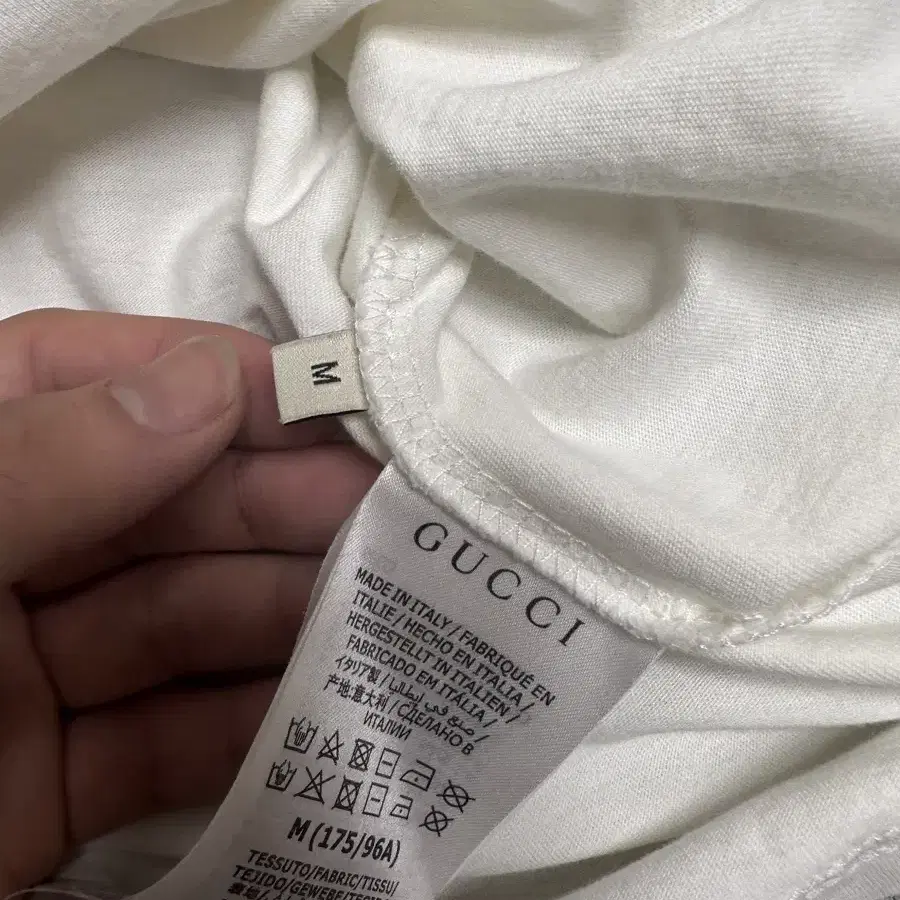 M
GUCCI
MADE IN ITALY / FABRIQUÉ EN
ITALIE / HECHO EN ITALIA /
HERGESTELLT IN ITALIEN /
FABRICADO EM ITÁLIA /
イタリア製 / صنع في إيطاليا /
产地:意大利 / СДЕЛАНО В
ИТАЛИИ
M (175/96A)
TESSUTO/FABRIC/TISSU/
TEJIDO/GEWEBE/TECIDO/